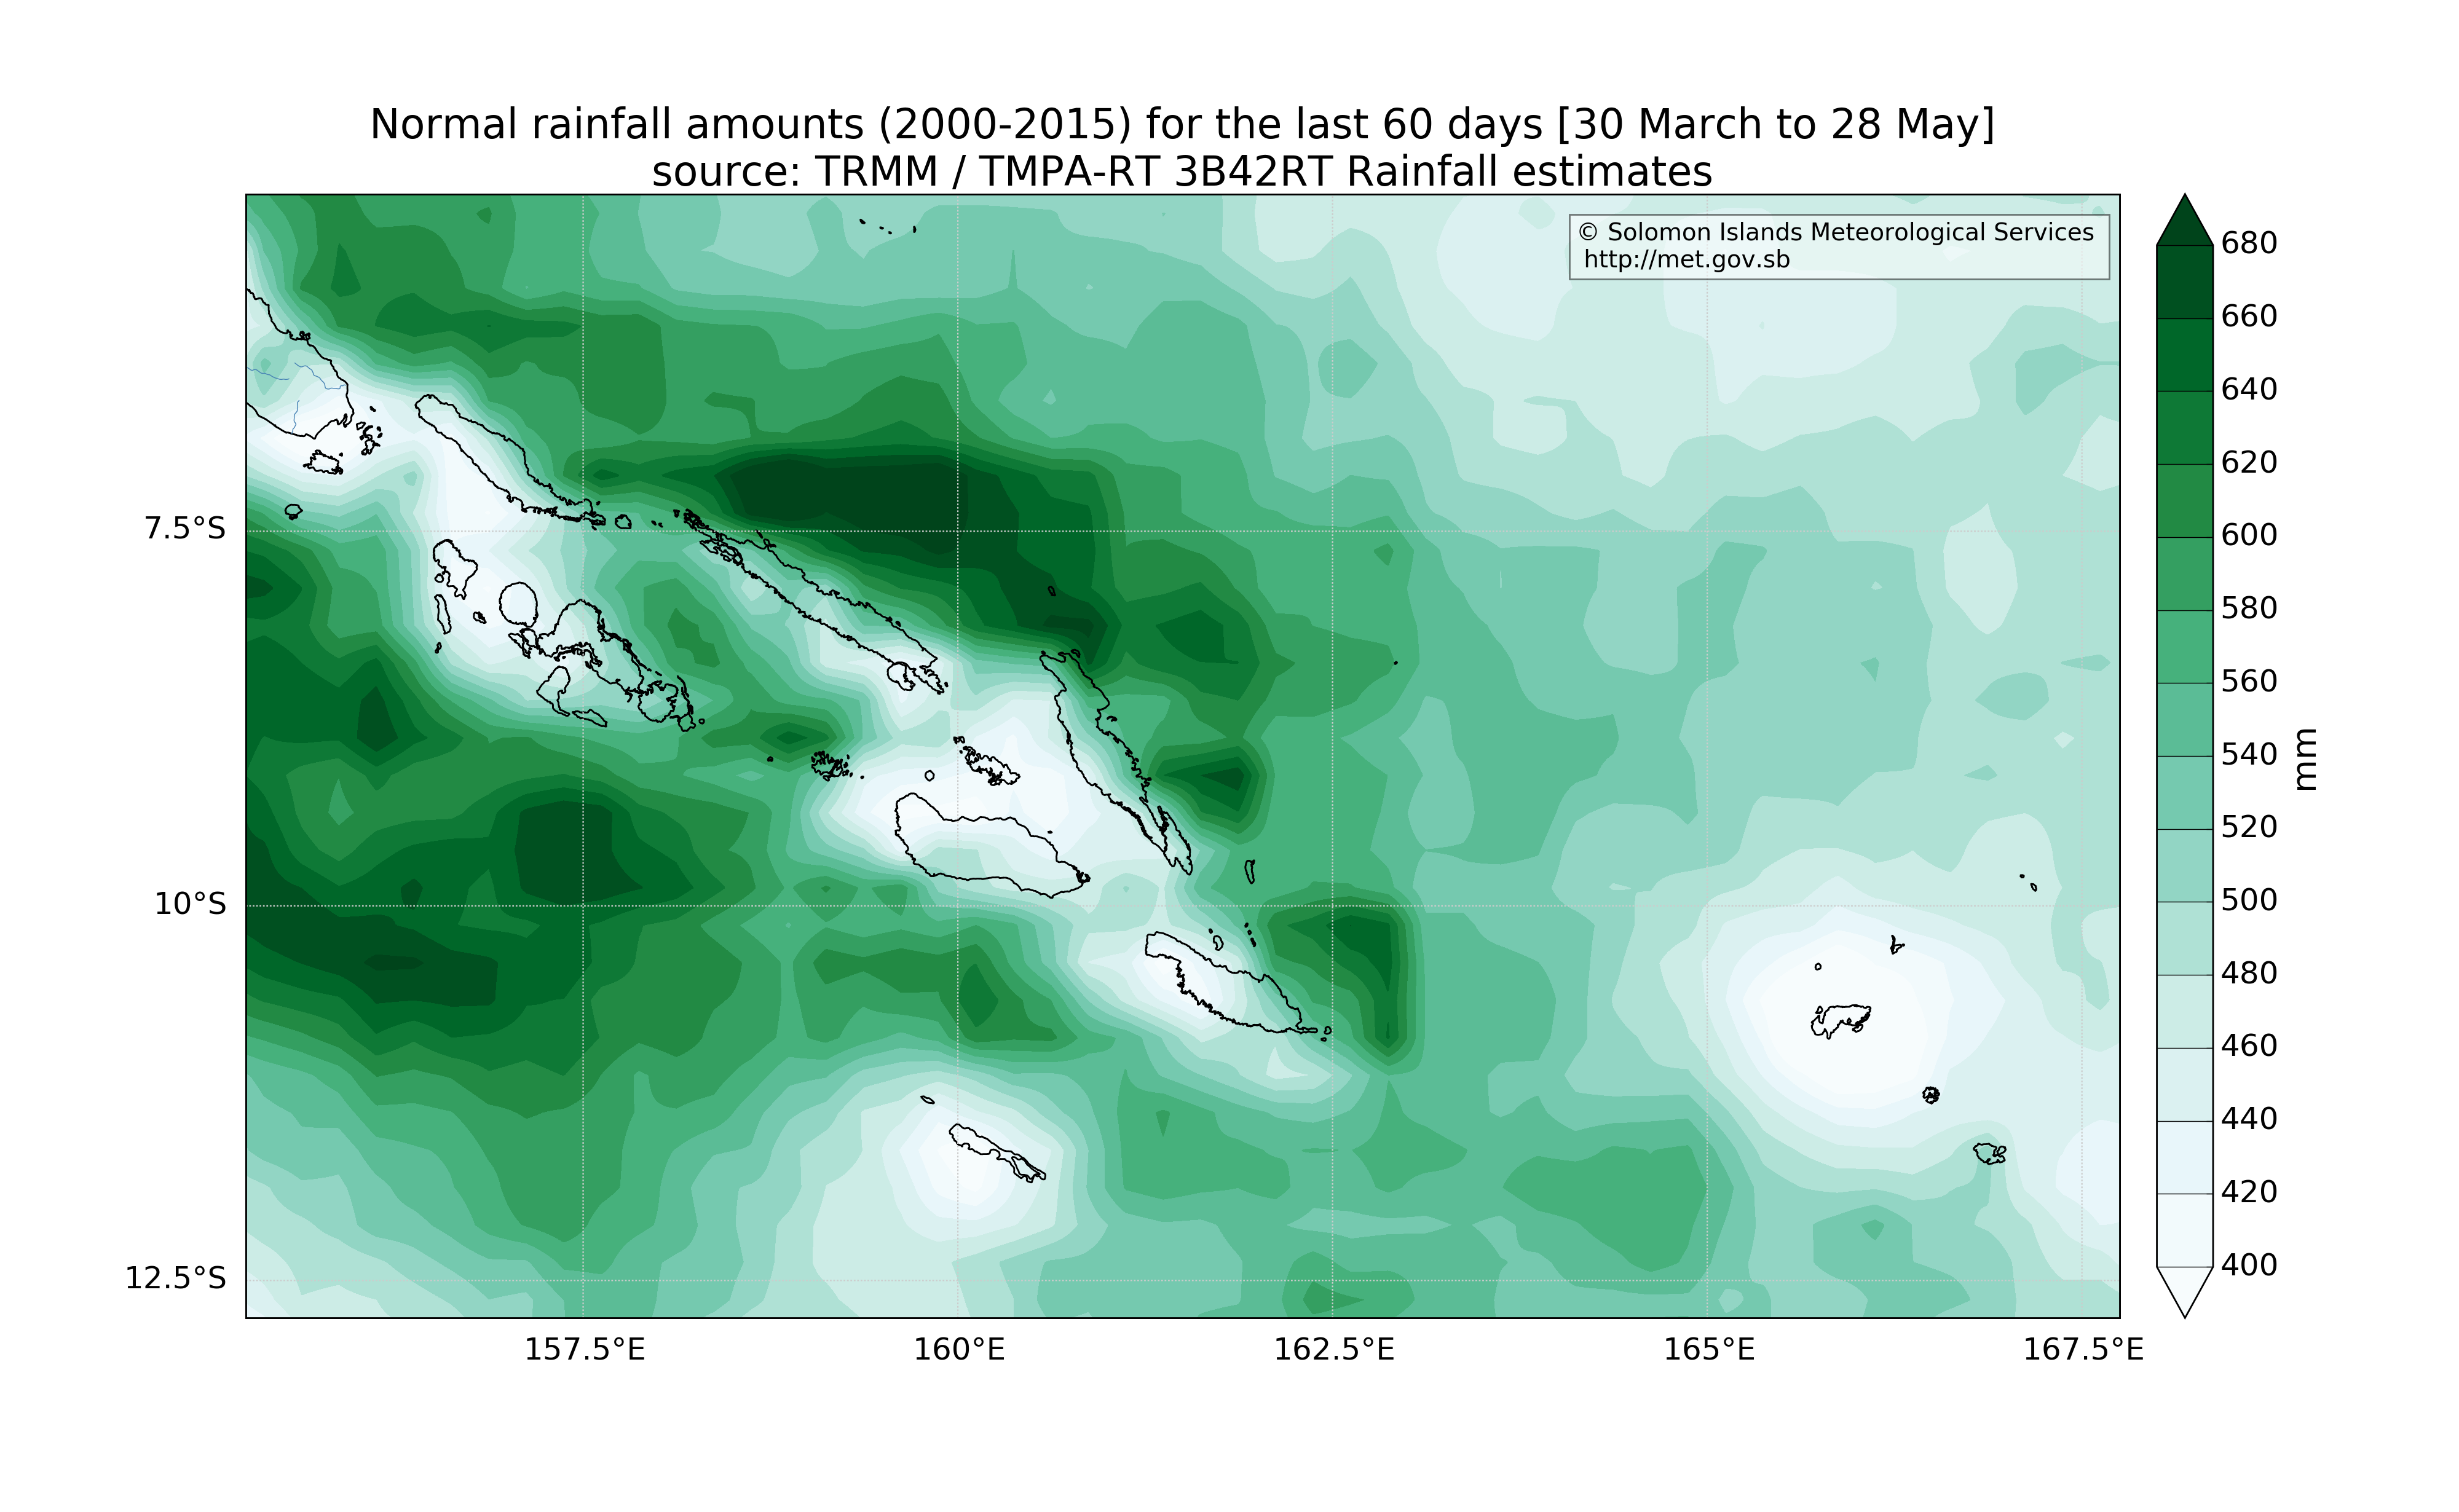 Normal rainfall amounts (2000-2015) for the last 60 days [30 March to 28 May]
source: TRMM / TMPA-RT 3B42RT Rainfall estimates
© Solomon Islands Meteorological Services
http://met.gov.sb
7.5°S
10°S
12.5°S
157.5°E
160°E
162.5°E
165°E
167.5°E
680
660
640
620
600
580
560
540
520
500
480
460
440
420
400
mm